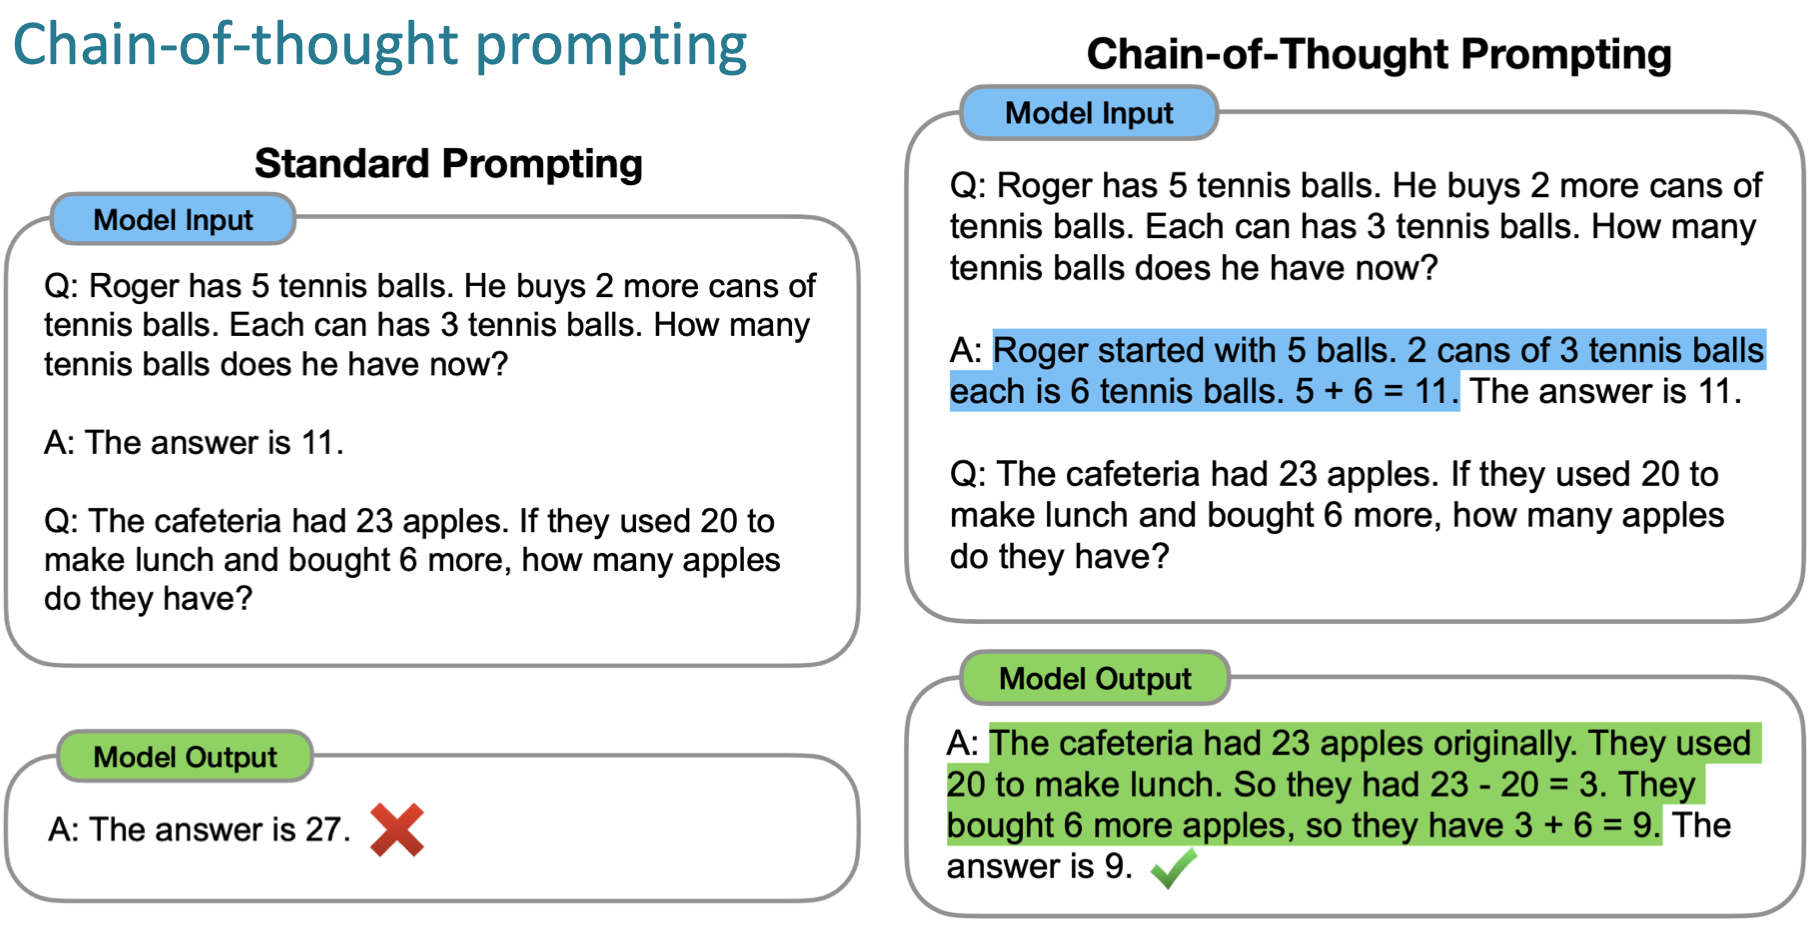 Chain-of-thought prompting
Standard Prompting
Model Input
Q: Roger has 5 tennis balls. He buys 2 more cans of
tennis balls. Each can has 3 tennis balls. How many
tennis balls does he have now?
A: The answer is 11.
Q: The cafeteria had 23 apples. If they used 20 to
make lunch and bought 6 more, how many apples
do they have?
Model Output
A: The answer is 27.
Chain-of-Thought Prompting
Model Input
Q: Roger has 5 tennis balls. He buys 2 more cans of
tennis balls. Each can has 3 tennis balls. How many
tennis balls does he have now?
A: Roger started with 5 balls. 2 cans of 3 tennis balls
each is 6 tennis balls. 5 + 6 = 11. The answer is 11.
Q: The cafeteria had 23 apples. If they used 20 to
make lunch and bought 6 more, how many apples
do they have?
Model Output
A: The cafeteria had 23 apples originally. They used
20 to make lunch. So they had 23 - 20 = 3. They
bought 6 more apples, so they have 3 + 6 = 9. The
answer is 9.